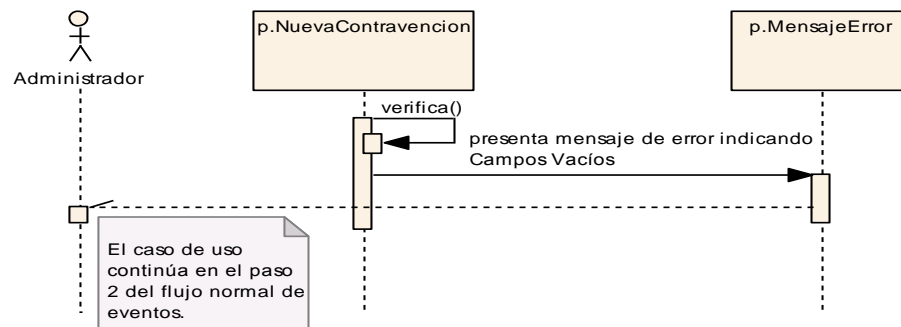 p.NuevaContravencion
p.MensajeError
Administrador
verifica()
presenta mensaje de error indicando
Campos Vacíos
El caso de uso
continúa en el paso
2 del flujo normal de
eventos.